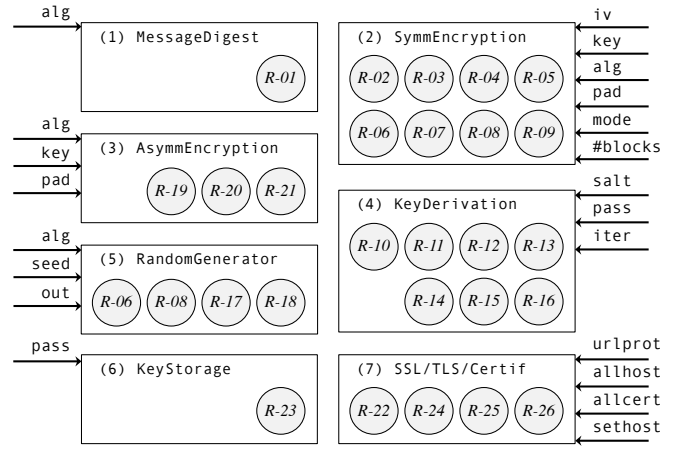 alg
(1) MessageDigest
R-01
(2) SymmEncryption
R-02 R-03 R-04 R-05
R-06 R-07 R-08 R-09
iv
key
alg
pad
mode
#blocks
alg
key
pad
(3) AsymmEncryption
R-19 R-20 R-21
(4) KeyDerivation
R-10 R-11 R-12 R-13
R-14 R-15 R-16
salt
pass
iter
alg
seed
out
(5) RandomGenerator
R-06 R-08 R-17 R-18
pass
(6) KeyStorage
R-23
(7) SSL/TLS/Certif
R-22 R-24 R-25 R-26
urlprot
allhost
allcert
sethost